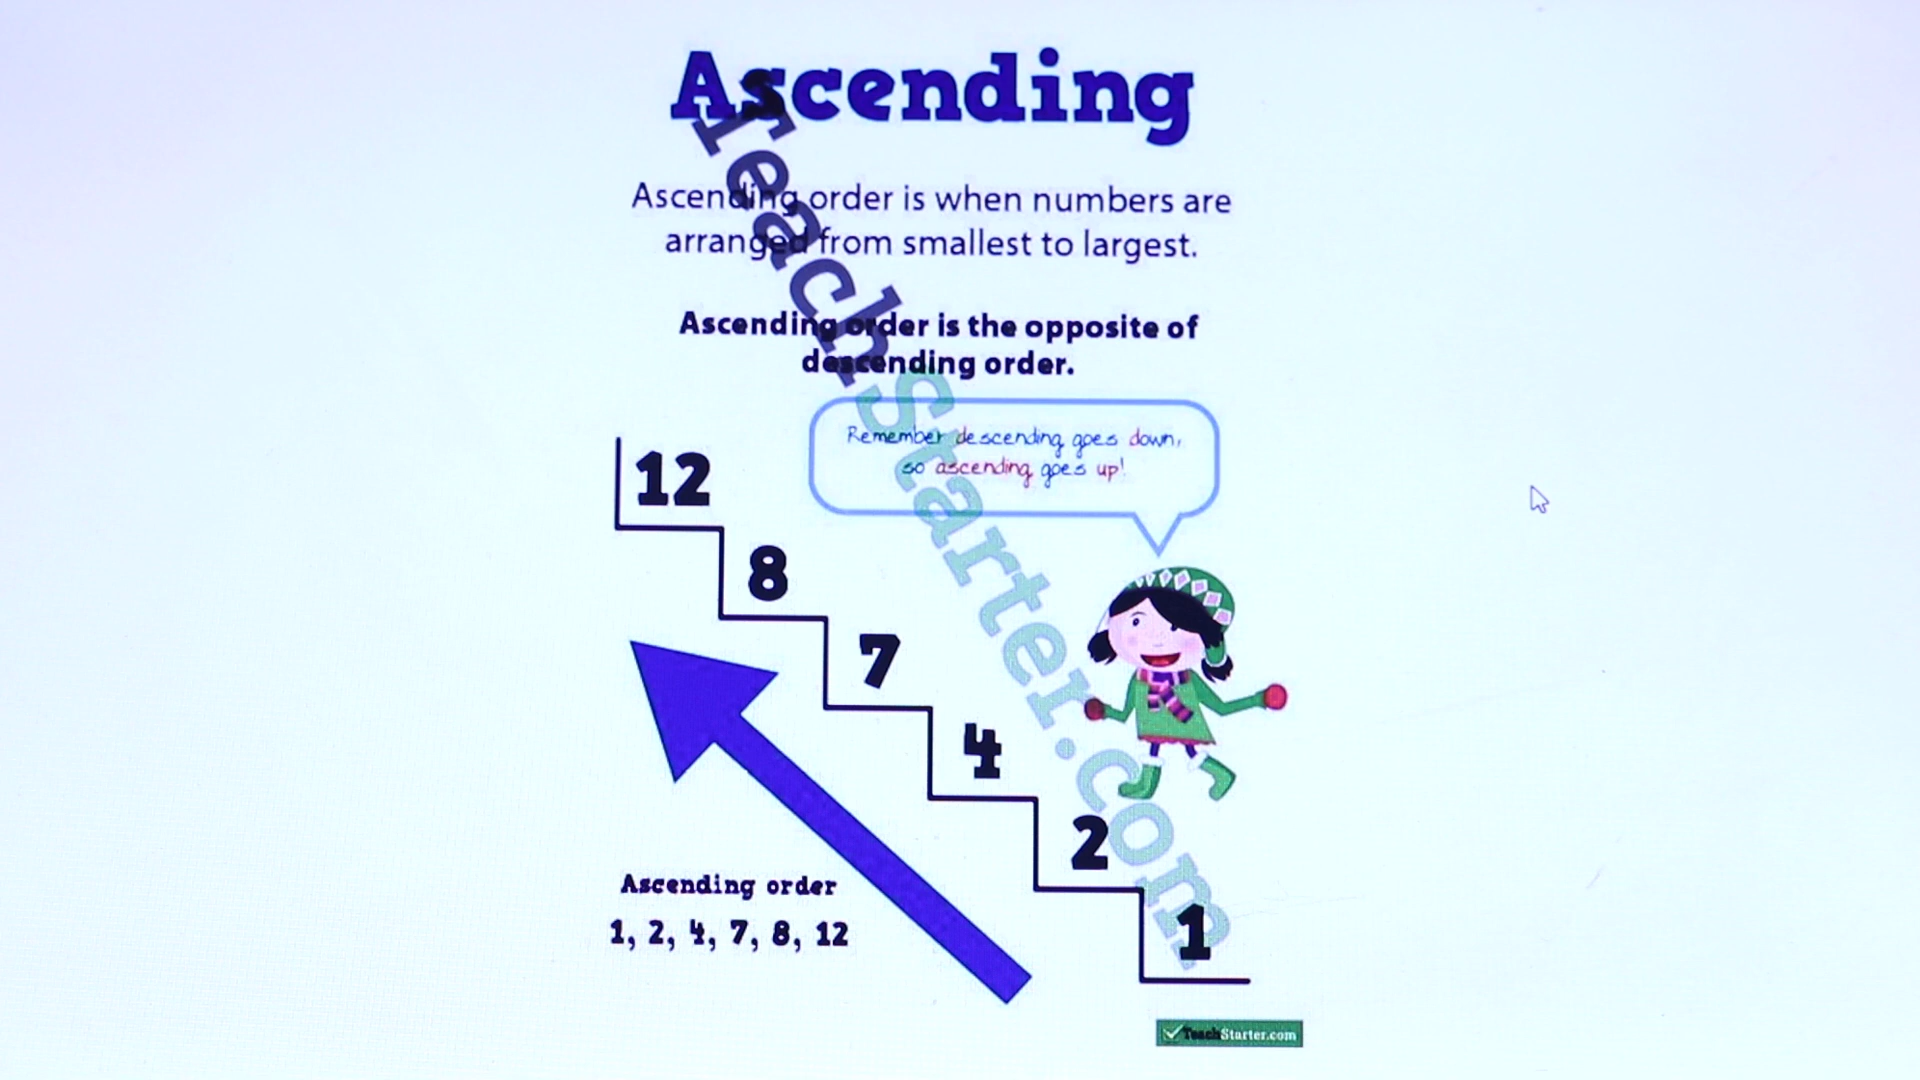 Ascending
Ascending order is when numbers are
arranged from smallest to largest.
Ascending order is the opposite of
descending order.
Remember descending goes down,
so ascending goes up!
12
8
7
4
2
1
Ascending order
1, 2, 4, 7, 8, 12
TeachStarter.com
TeachStarter.com